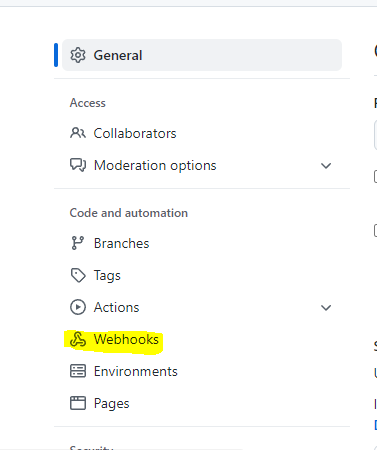 General
Access
Collaborators
Moderation options
Code and automation
Branches
Tags
Actions
Webhooks
Environments
Pages